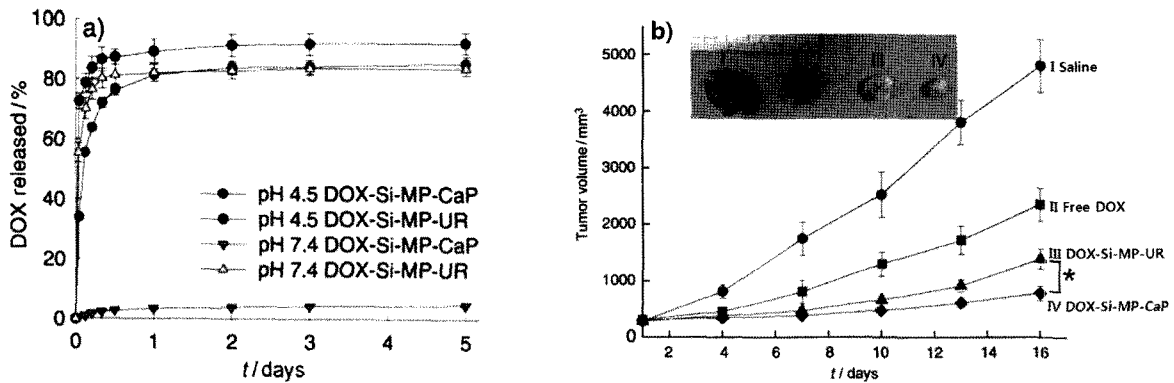 a)
100
80
60
40
20
0
DOX released / %
pH 4.5 DOX-Si-MP-CaP
pH 4.5 DOX-Si-MP-UR
pH 7.4 DOX-Si-MP-CaP
pH 7.4 DOX-Si-MP-UR
0 1 2 3 4 5
t / days
b)
5000
4000
3000
2000
1000
0
Tumor volume / mm³
III IV
I Saline
II Free DOX
III DOX-Si-MP-UR
*
IV DOX-Si-MP-CaP
2 4 6 8 10 12 14 16
t / days